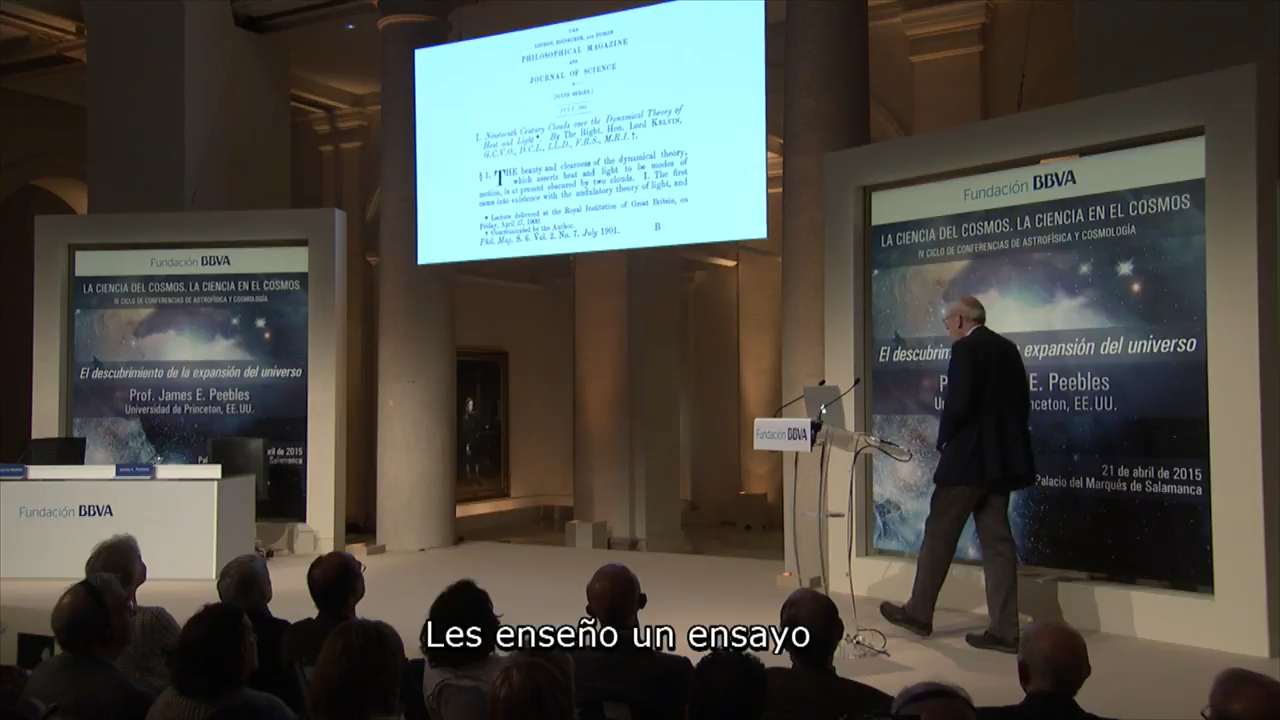 THE
LONDON, EDINBURGH, AND DUBLIN
PHILOSOPHICAL MAGAZINE
AND
JOURNAL OF SCIENCE
[SIXTH SERIES]
JULY 1901.
I. Nineteenth Century Clouds over the Dynamical Theory of
Heat and Light*. By The Right. Hon. Lord KELVIN,
G.C.V.O., D.C.L., LL.D., F.R.S., M.R.I.†.
§ 1. THE beauty and clearness of the dynamical theory,
which asserts heat and light to be modes of
motion, is at present obscured by two clouds. I. The first
came into existence with the undulatory theory of light, and
* Lecture delivered at the Royal Institution of Great Britain, on
Friday, April 27, 1900.
† Communicated by the Author.
Phil. Mag. S. 6. Vol. 2. No. 7. July 1901. B
Fundación BBVA
LA CIENCIA DEL COSMOS. LA CIENCIA EN EL COSMOS
IV CICLO DE CONFERENCIAS DE ASTROFÍSICA Y COSMOLOGÍA
El descubrimiento de la expansión del universo
Prof. James E. Peebles
Universidad de Princeton, EE.UU.
ril de 2015
Pal Salamanca
Fundación BBVA
Fundación BBVA
Fundación BBVA
LA CIENCIA DEL COSMOS. LA CIENCIA EN EL COSMOS
IV CICLO DE CONFERENCIAS DE ASTROFÍSICA Y COSMOLOGÍA
El descubrim expansión del universo
P E. Peebles
Un inceton, EE.UU.
21 de abril de 2015
Palacio del Marqués de Salamanca
Les enseño un ensayo